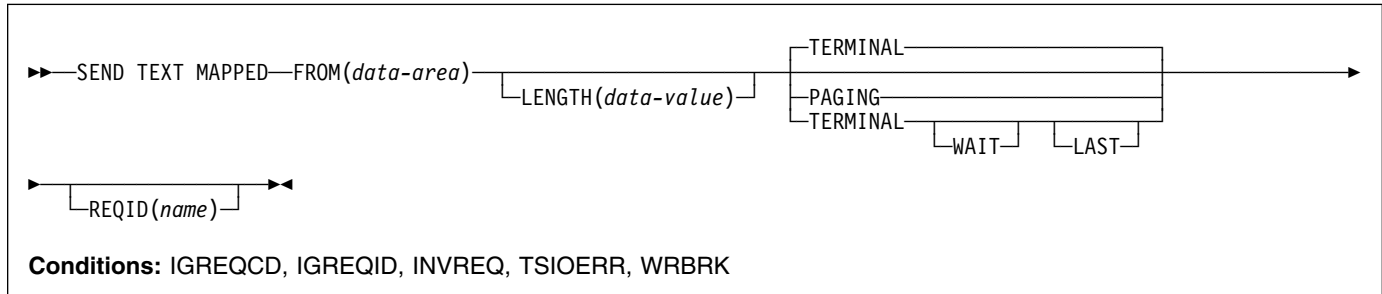 TERMINAL
SEND TEXT MAPPED FROM(data-area)
LENGTH(data-value) PAGING
TERMINAL
WAIT LAST
REQID(name)
Conditions: IGREQCD, IGREQID, INVREQ, TSIOERR, WRBRK